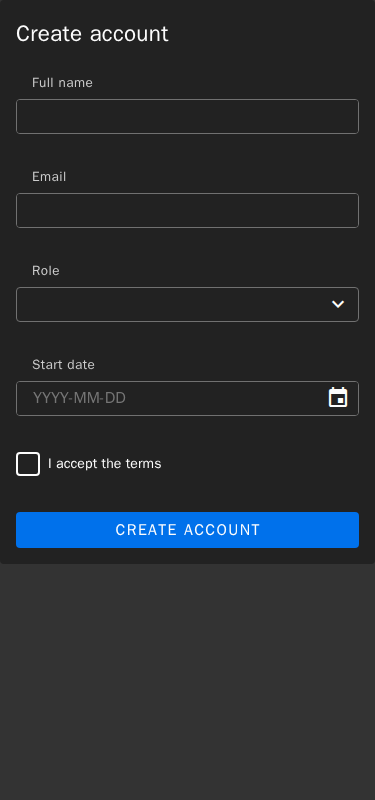 Create account
Full name
Email
Role
Start date
YYYY-MM-DD
I accept the terms
CREATE ACCOUNT